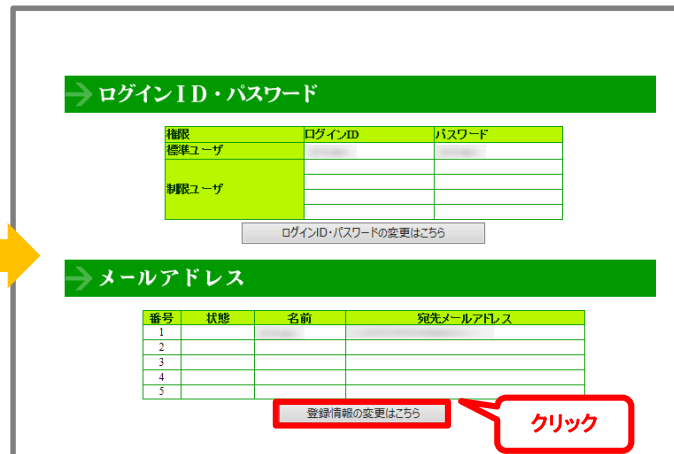 ログインＩＤ・パスワード
権限 ログインID パスワード
標準ユーザ
制限ユーザ
ログインID・パスワードの変更はこちら
メールアドレス
番号 状態 名前 宛先メールアドレス
1
2
3
4
5
登録情報の変更はこちら
クリック